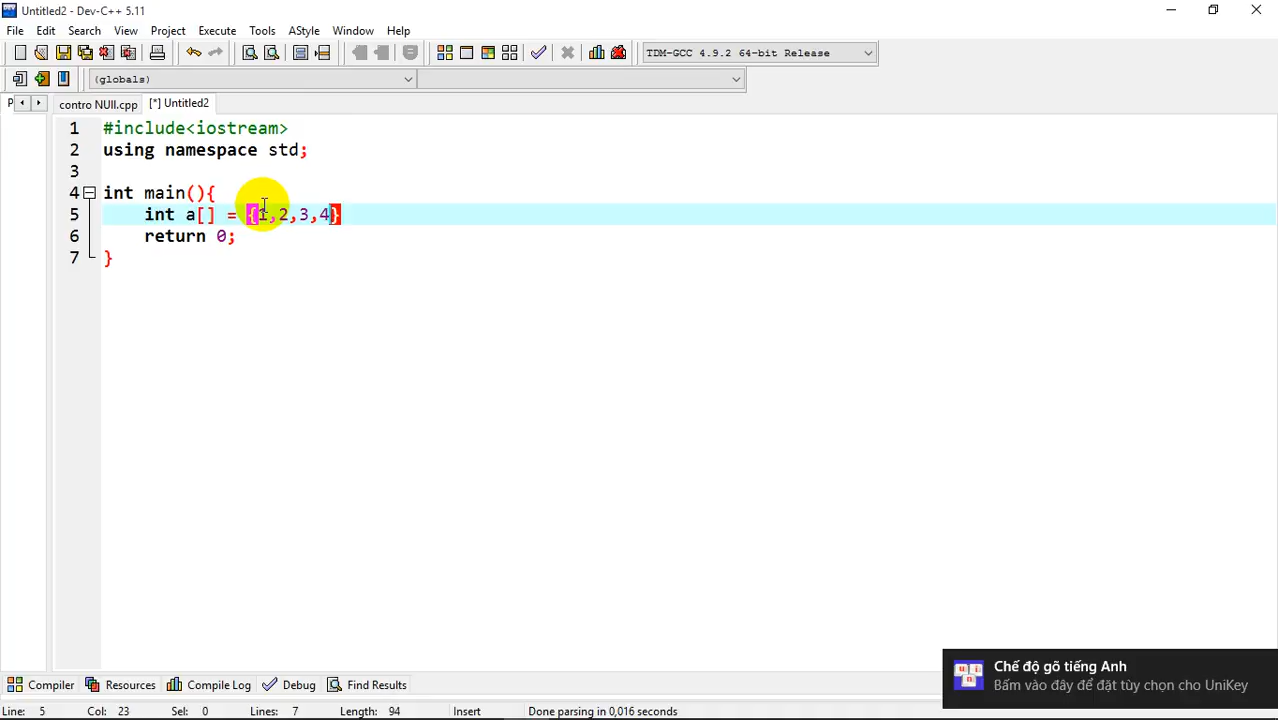 Untitled2 - Dev-C++ 5.11
File Edit Search View Project Execute Tools AStyle Window Help
TDM-GCC 4.9.2 64-bit Release
(globals)
P contro NUll.cpp [*] Untitled2
1 #include<iostream>
2 using namespace std;
3
4 int main(){
5 int a[] = {1,2,3,4}
6 return 0;
7 }
Chế độ gõ tiếng Anh
Bấm vào đây để đặt tùy chọn cho UniKey
Compiler Resources Compile Log Debug Find Results
Line: 5 Col: 23 Sel: 0 Lines: 7 Length: 94 Insert Done parsing in 0,016 seconds